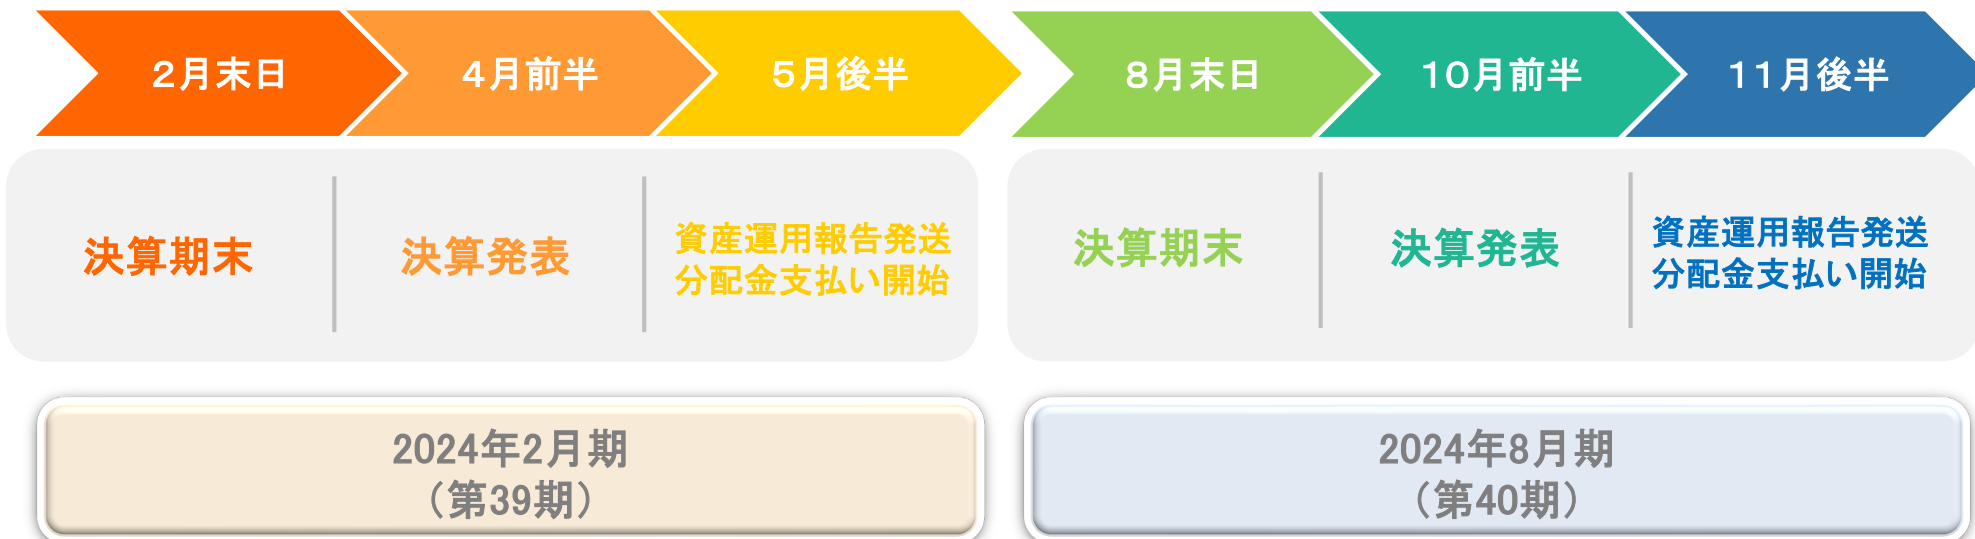 2月末日
4月前半
5月後半
8月末日
10月前半
11月後半
決算期末
決算発表
資産運用報告発送
分配金支払い開始
決算期末
決算発表
資産運用報告発送
分配金支払い開始
2024年2月期
（第39期）
2024年8月期
（第40期）